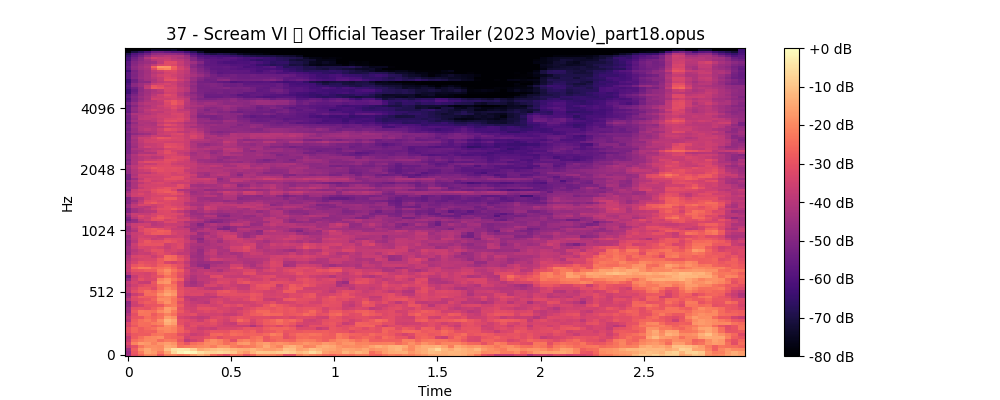 37 - Scream VI ▯ Official Teaser Trailer (2023 Movie)_part18.opus
Hz
4096
2048
1024
512
0
0
0.5
1
1.5
2
2.5
Time
+0 dB
-10 dB
-20 dB
-30 dB
-40 dB
-50 dB
-60 dB
-70 dB
-80 dB